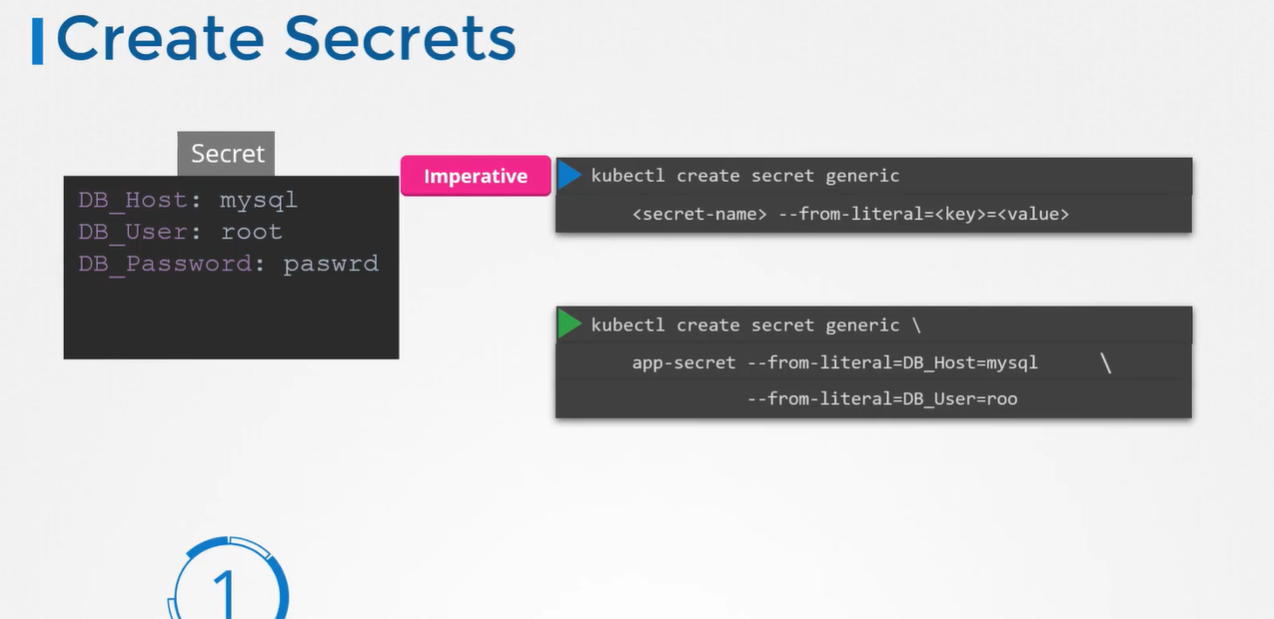 Create Secrets
Secret
DB_Host: mysql
DB_User: root
DB_Password: paswrd
Imperative
kubectl create secret generic
<secret-name> --from-literal=<key>=<value>
kubectl create secret generic \
app-secret --from-literal=DB_Host=mysql \
--from-literal=DB_User=roo
1